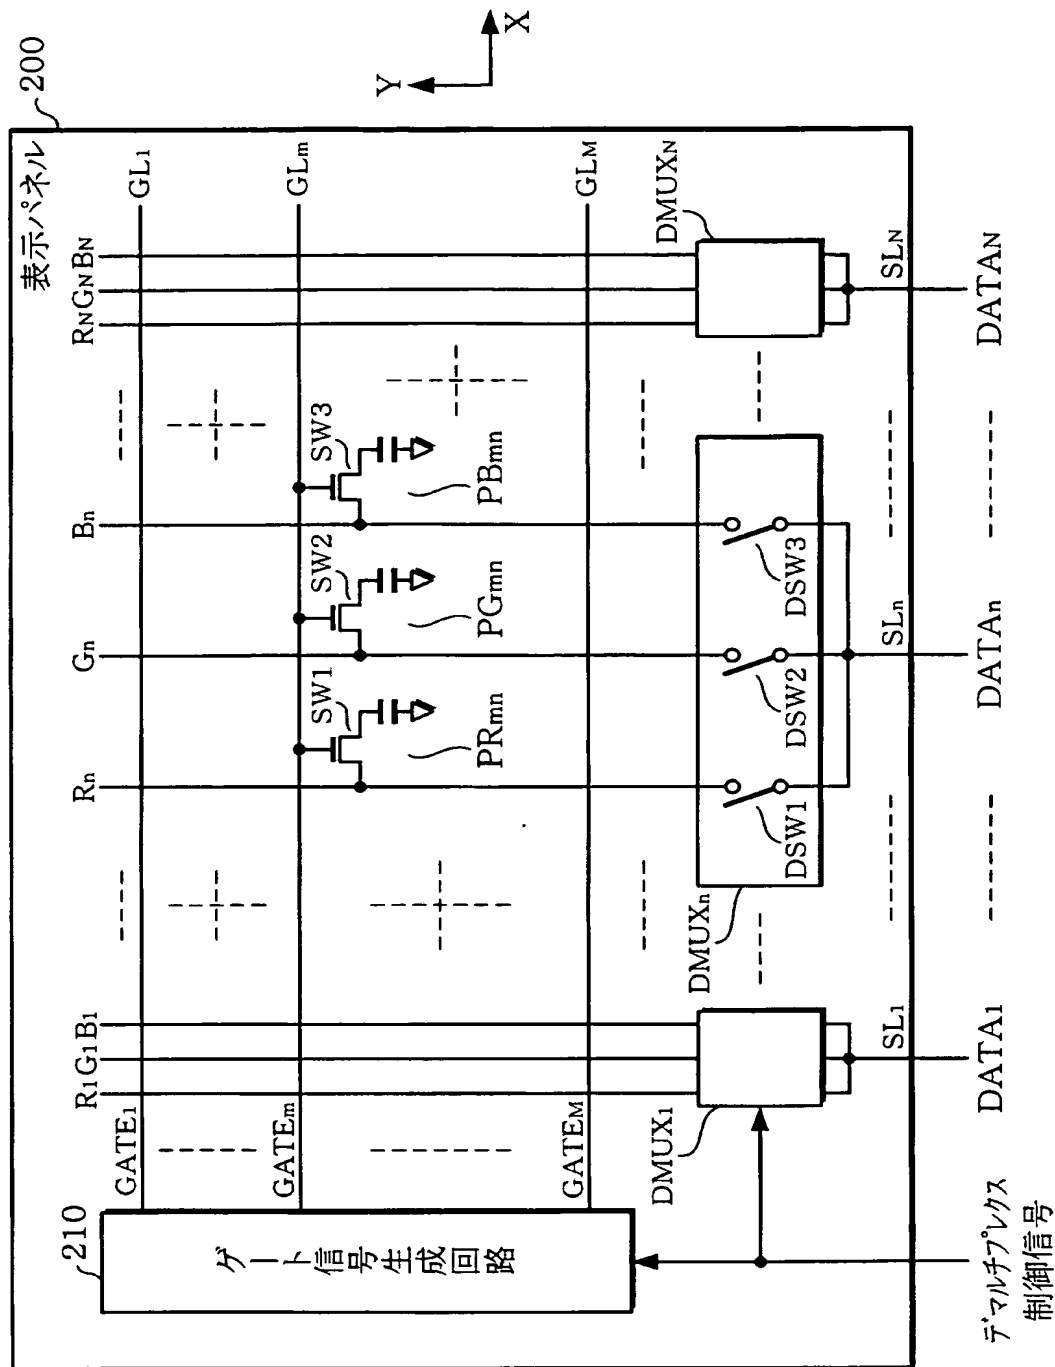 表示パネル
200
R1 G1 B1
Rn
Gn
Bn
RN GN BN
210
ゲート信号生成回路
GATE1
GL1
GATEm
GLm
GATEM
GLM
SW1
SW2
SW3
PRmn
PGmn
PBmn
Y
X
DMUX1
DMUXn
DMUXN
DSW1
DSW2
DSW3
SL1
SLn
SLN
DATA1
DATAn
DATAN
デマルチプレクス
制御信号